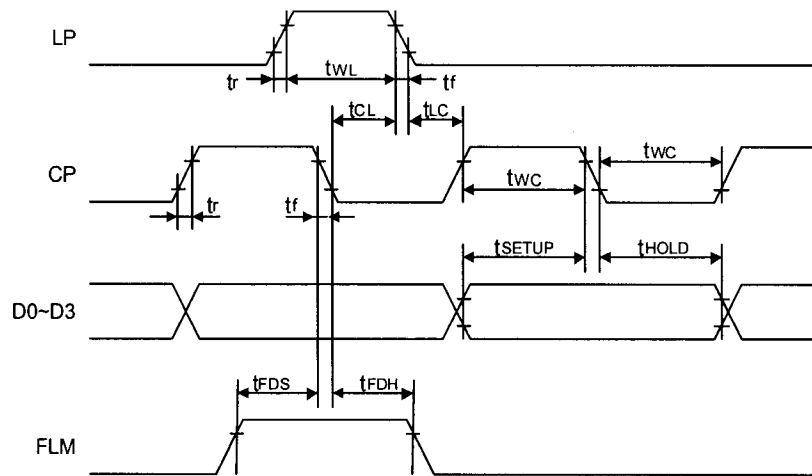 LP
tr
tWL
tf
tCL
tLC
CP
tWC
tWC
tr
tf
tSETUP
tHOLD
D0~D3
tFDS
tFDH
FLM